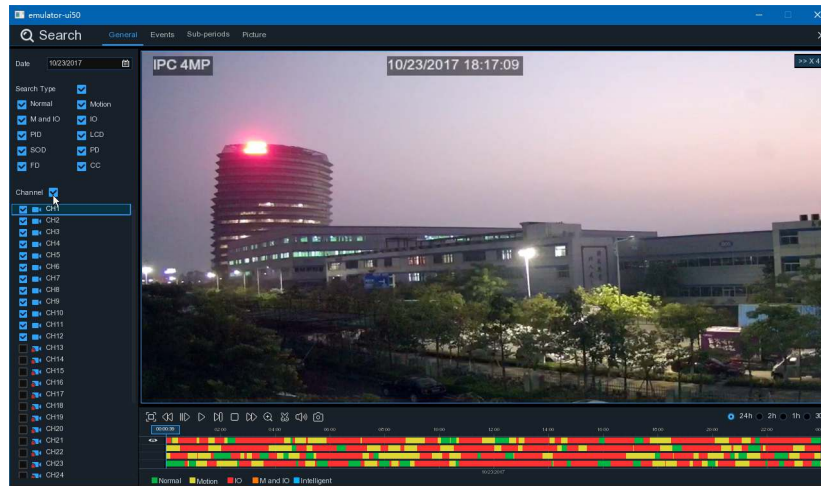 emulator-ui50
Search General Events Sub-periods Picture
Date 10/23/2017
Search Type
Normal Motion
M and IO IO
PID LCD
SOD PD
FD CC
Channel
CH1
CH2
CH3
CH4
CH5
CH6
CH7
CH8
CH9
CH10
CH11
CH12
CH13
CH14
CH15
CH16
CH17
CH18
CH19
CH20
CH21
CH22
CH23
CH24
IPC 4MP 10/23/2017 18:17:09
>> X 4
24h 2h 1h 30
00:00:39 02:00 04:00 06:00 08:00 10:00 12:00 14:00 16:00 18:00 20:00 22:00
10/23/2017
Normal Motion IO M and IO Intelligent